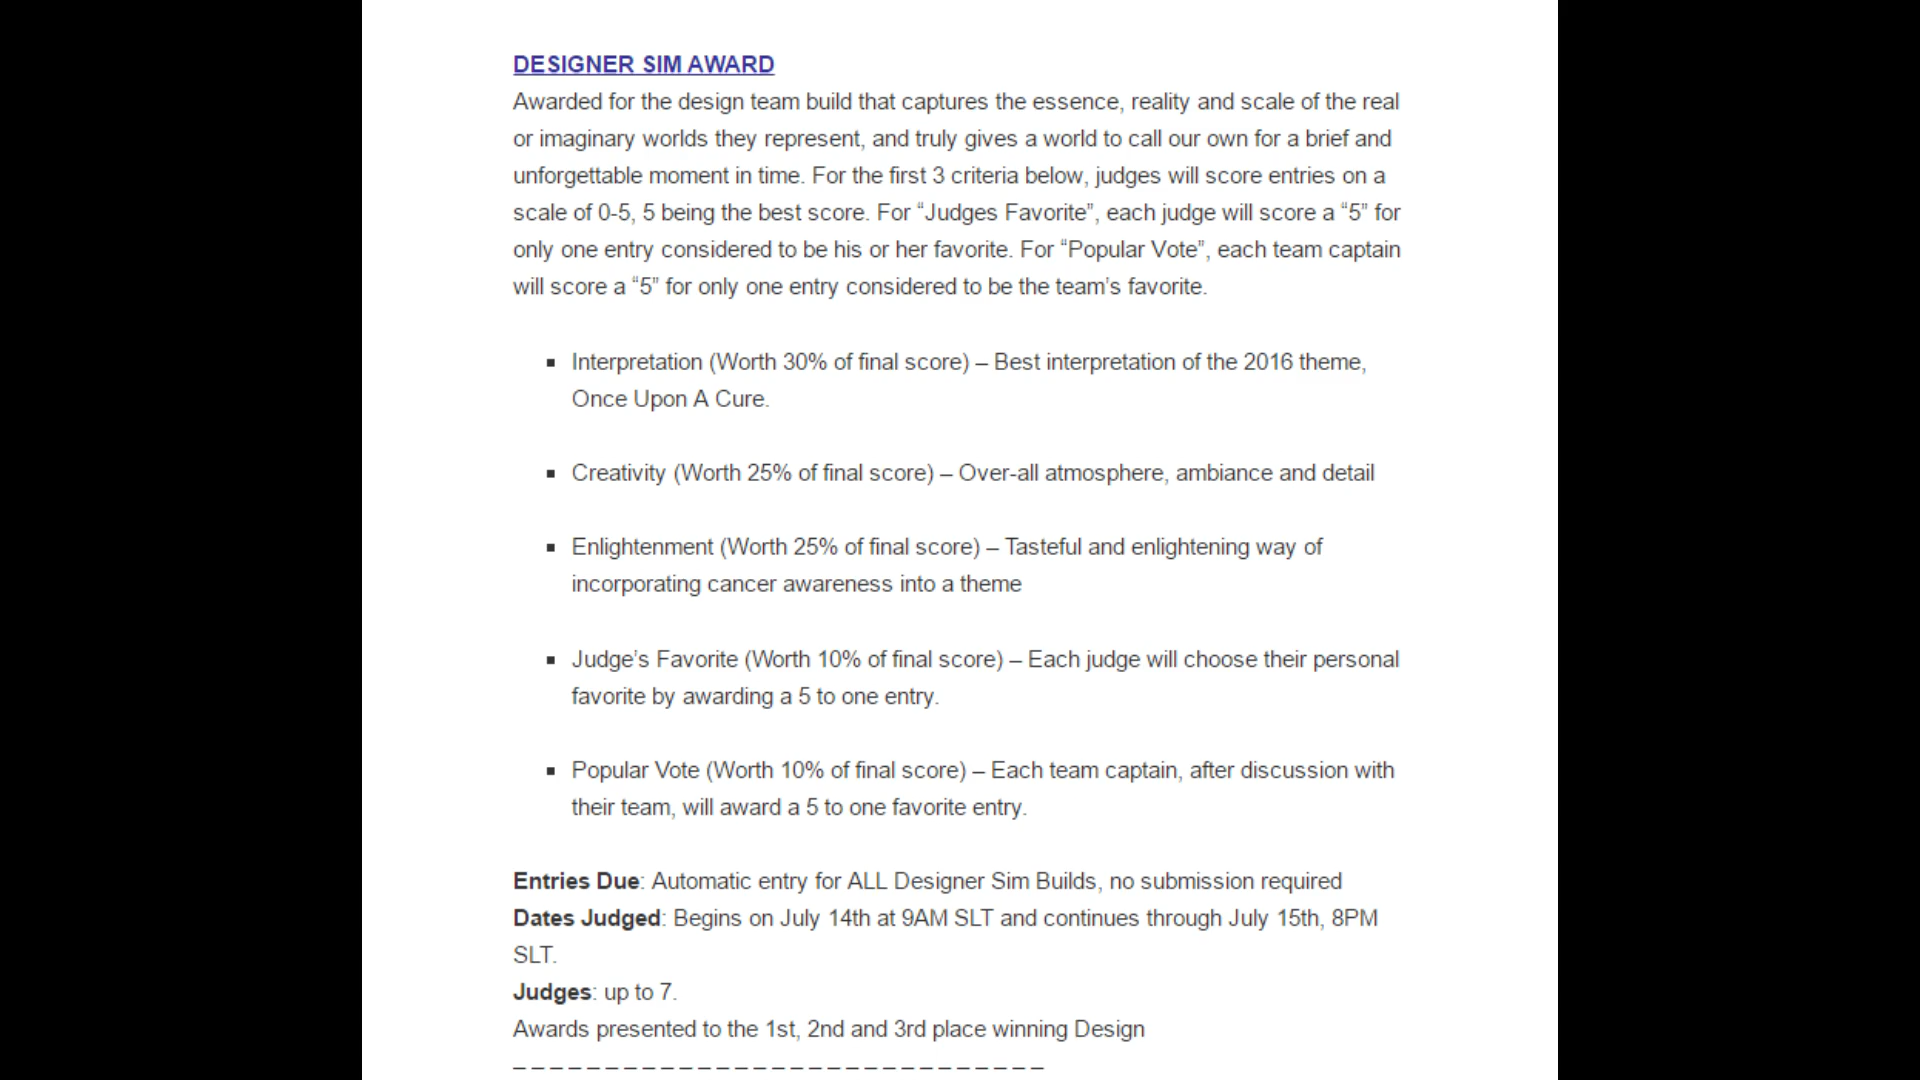 DESIGNER SIM AWARD
Awarded for the design team build that captures the essence, reality and scale of the real
or imaginary worlds they represent, and truly gives a world to call our own for a brief and
unforgettable moment in time. For the first 3 criteria below, judges will score entries on a
scale of 0-5, 5 being the best score. For “Judges Favorite”, each judge will score a “5” for
only one entry considered to be his or her favorite. For “Popular Vote”, each team captain
will score a “5” for only one entry considered to be the team’s favorite.
▪ Interpretation (Worth 30% of final score) – Best interpretation of the 2016 theme,
Once Upon A Cure.
▪ Creativity (Worth 25% of final score) – Over-all atmosphere, ambiance and detail
▪ Enlightenment (Worth 25% of final score) – Tasteful and enlightening way of
incorporating cancer awareness into a theme
▪ Judge’s Favorite (Worth 10% of final score) – Each judge will choose their personal
favorite by awarding a 5 to one entry.
▪ Popular Vote (Worth 10% of final score) – Each team captain, after discussion with
their team, will award a 5 to one favorite entry.
Entries Due: Automatic entry for ALL Designer Sim Builds, no submission required
Dates Judged: Begins on July 14th at 9AM SLT and continues through July 15th, 8PM
SLT.
Judges: up to 7.
Awards presented to the 1st, 2nd and 3rd place winning Design
– – – – – – – – – – – – – – – – – – – – – – – – – – – – –